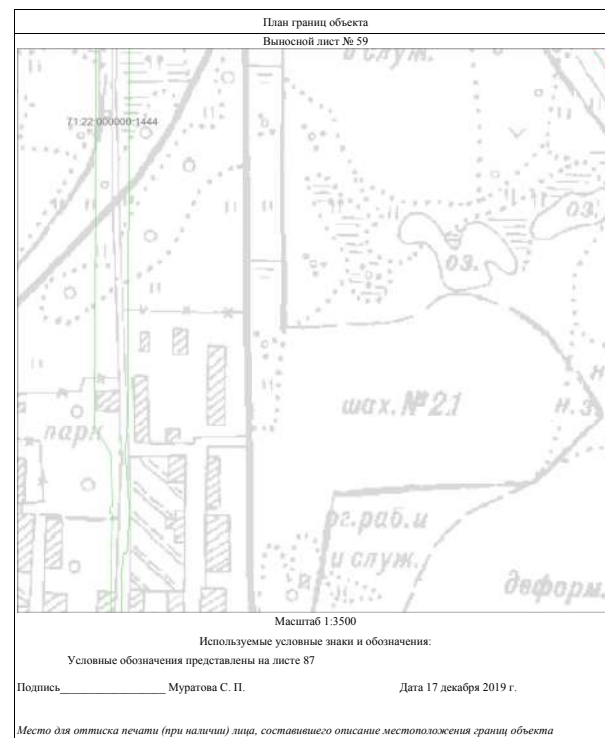 План границ объекта
Выносной лист № 59
и служ.
71:22:000000:1444
оз.
оз.
шах. № 21
н.з
парк
рг.раб.и
и служ.
деформ.
Масштаб 1:3500
Используемые условные знаки и обозначения:
Условные обозначения представлены на листе 87
Подпись__________________ Муратова С. П. Дата 17 декабря 2019 г.
Место для оттиска печати (при наличии) лица, составившего описание местоположения границ объекта